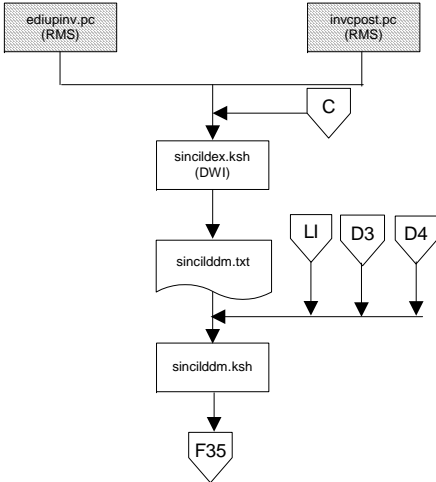 ediupinv.pc
(RMS)
invcpost.pc
(RMS)
C
sincildex.ksh
(DWI)
LI
D3
D4
sincilddm.txt
sincilddm.ksh
F35